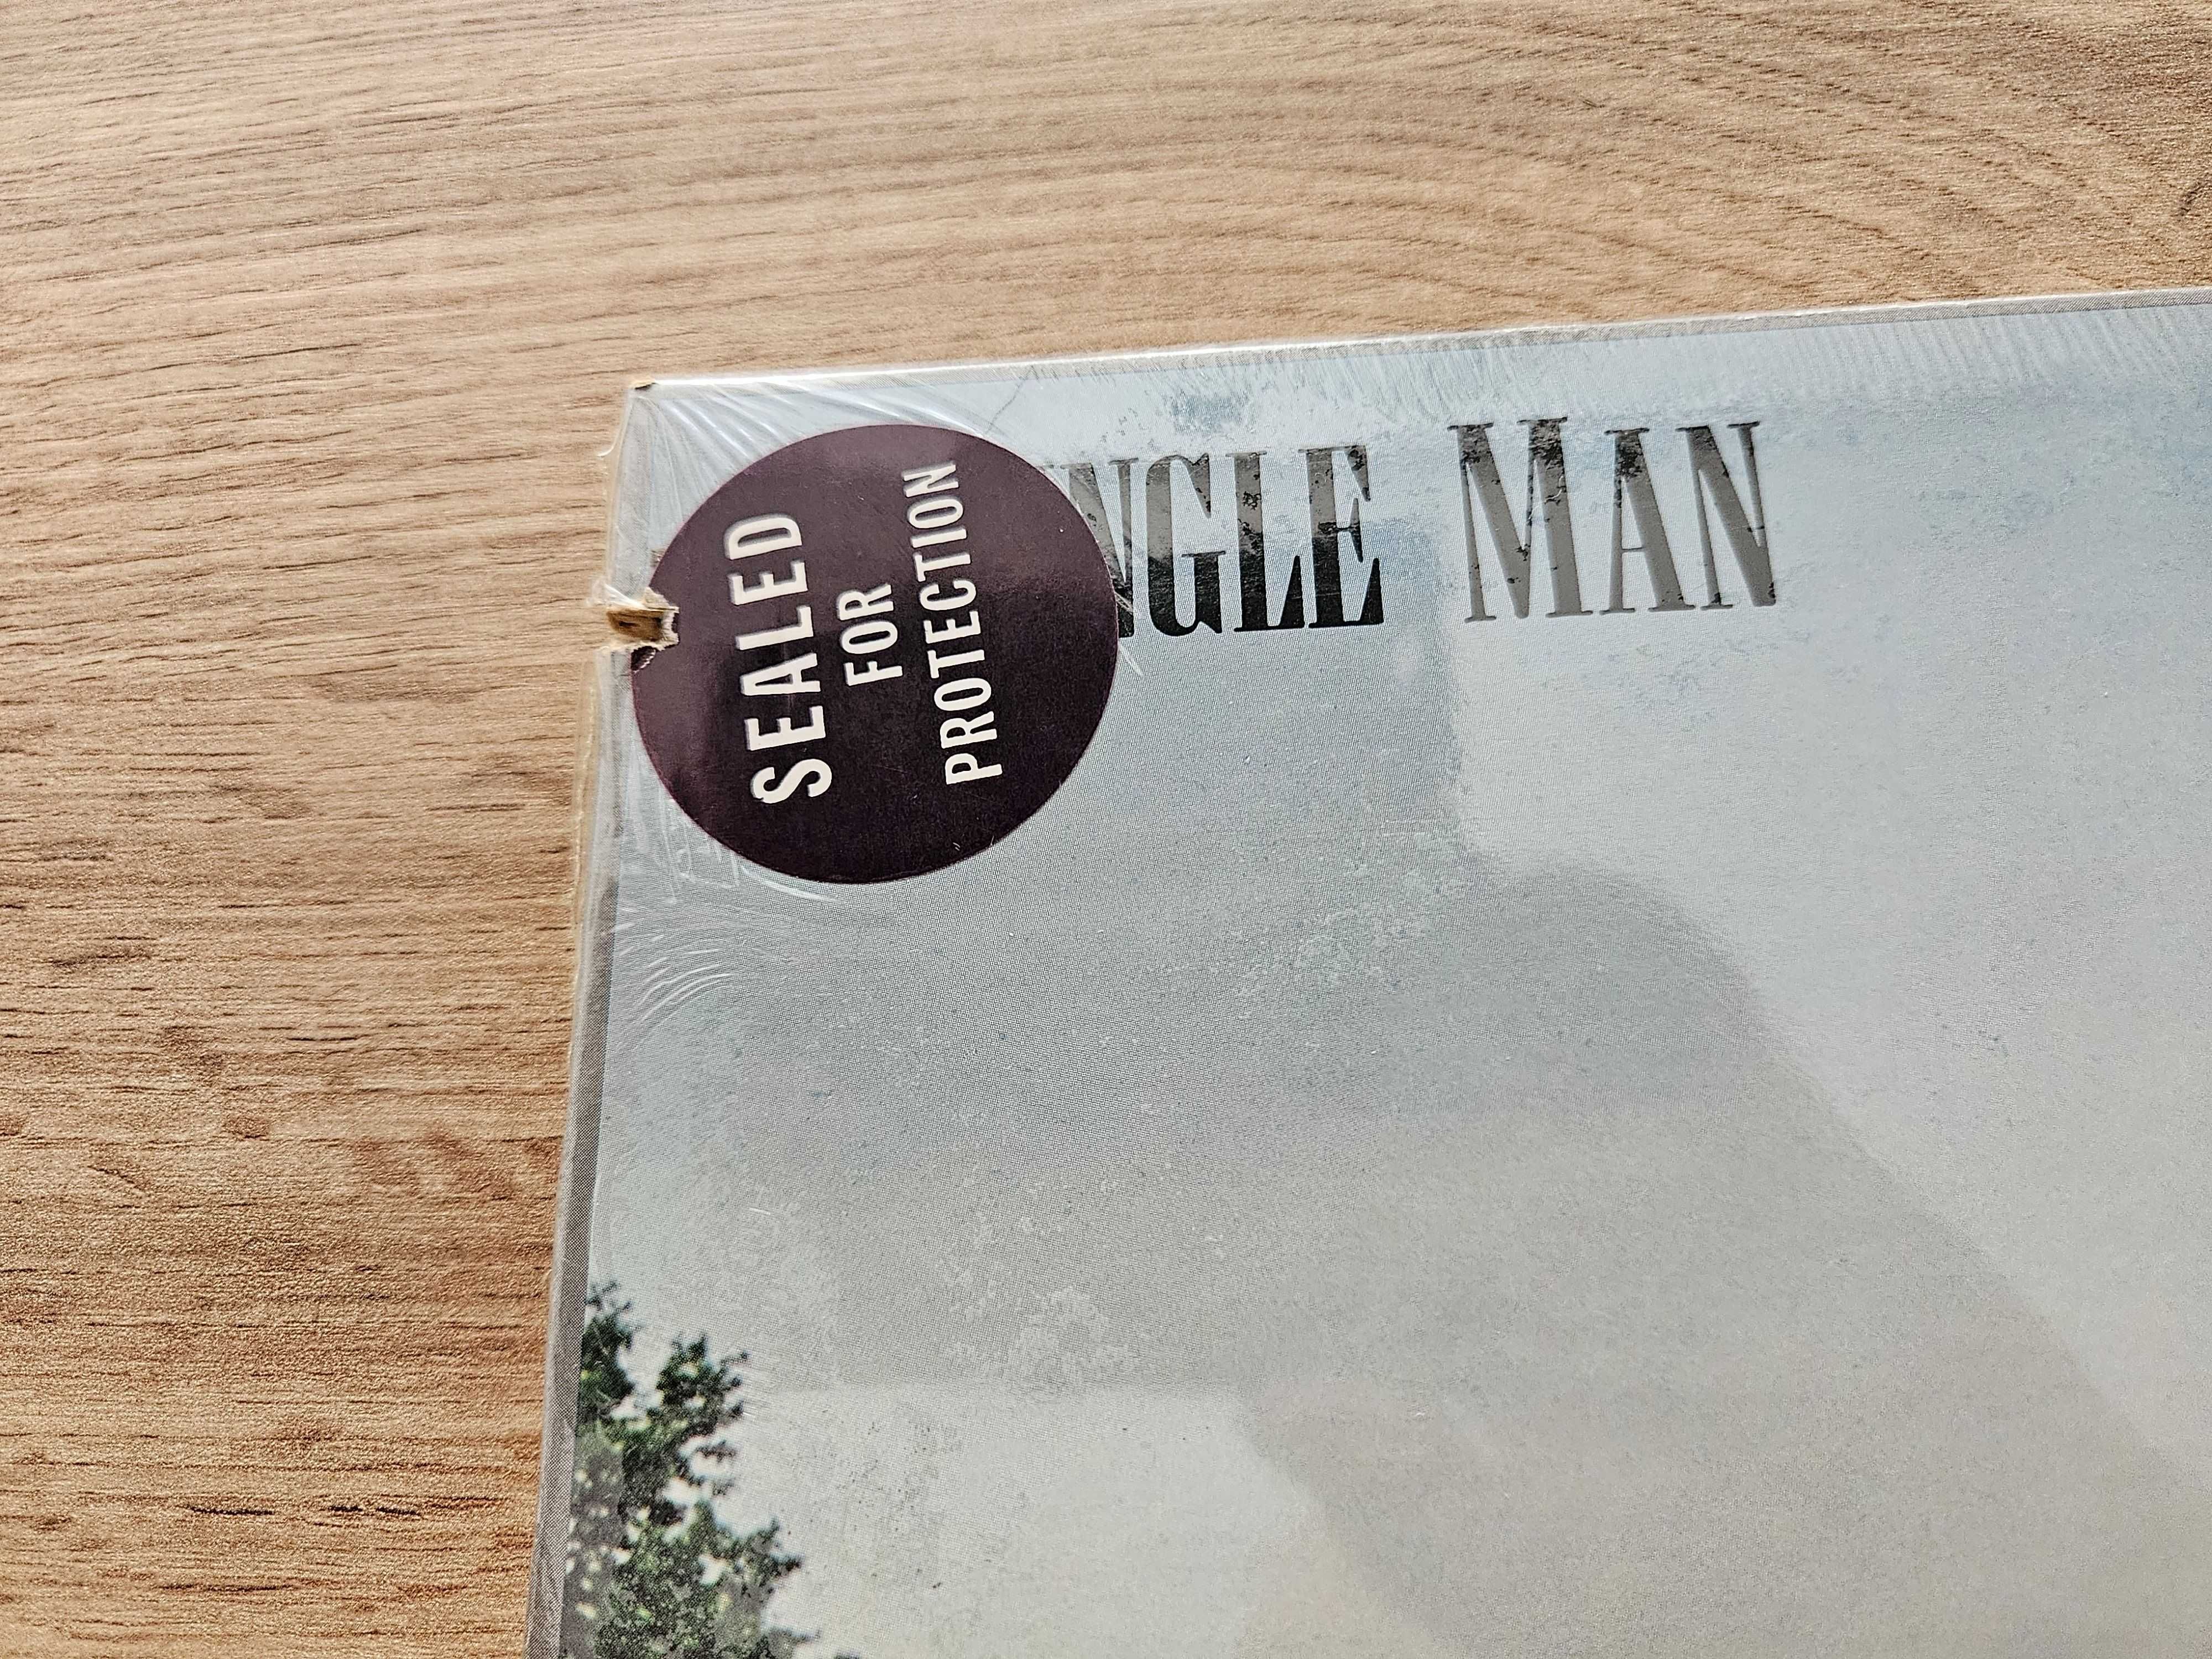 SEALED
FOR
PROTECTION
NGLE MAN